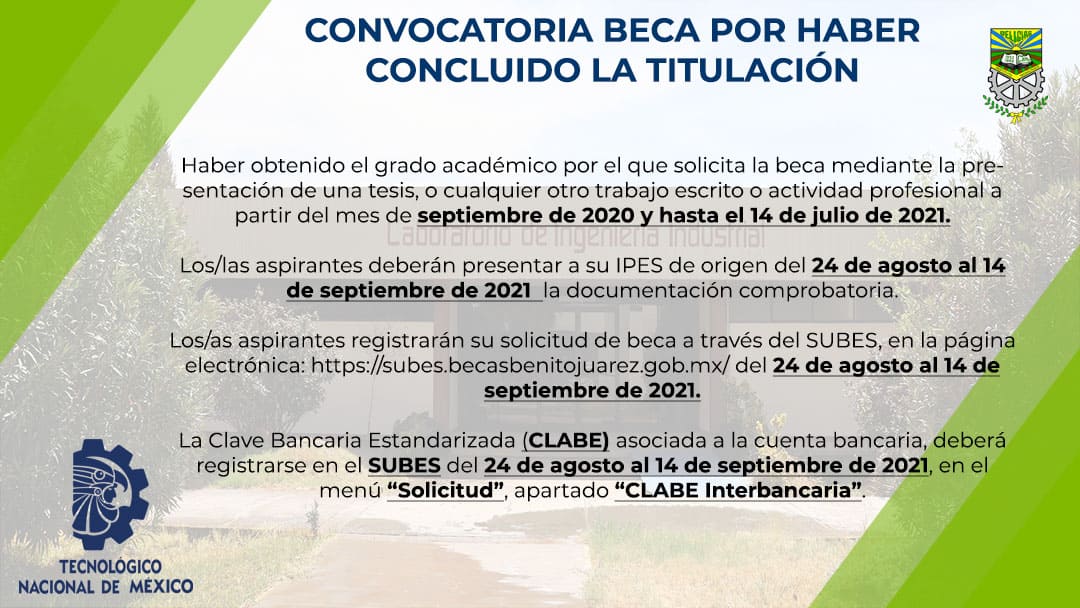 CONVOCATORIA BECA POR HABER
CONCLUIDO LA TITULACIÓN
DELICIAS
Haber obtenido el grado académico por el que solicita la beca mediante la pre-
sentación de una tesis, o cualquier otro trabajo escrito o actividad profesional a
partir del mes de septiembre de 2020 y hasta el 14 de julio de 2021.
Laboratorio de Ingeniería Industrial
Los/las aspirantes deberán presentar a su IPES de origen del 24 de agosto al 14
de septiembre de 2021 la documentación comprobatoria.
Los/as aspirantes registrarán su solicitud de beca a través del SUBES, en la página
electrónica: https://subes.becasbenitojuarez.gob.mx/ del 24 de agosto al 14 de
septiembre de 2021.
La Clave Bancaria Estandarizada (CLABE) asociada a la cuenta bancaria, deberá
registrarse en el SUBES del 24 de agosto al 14 de septiembre de 2021, en el
menú “Solicitud”, apartado “CLABE Interbancaria”.
TECNOLÓGICO
NACIONAL DE MÉXICO